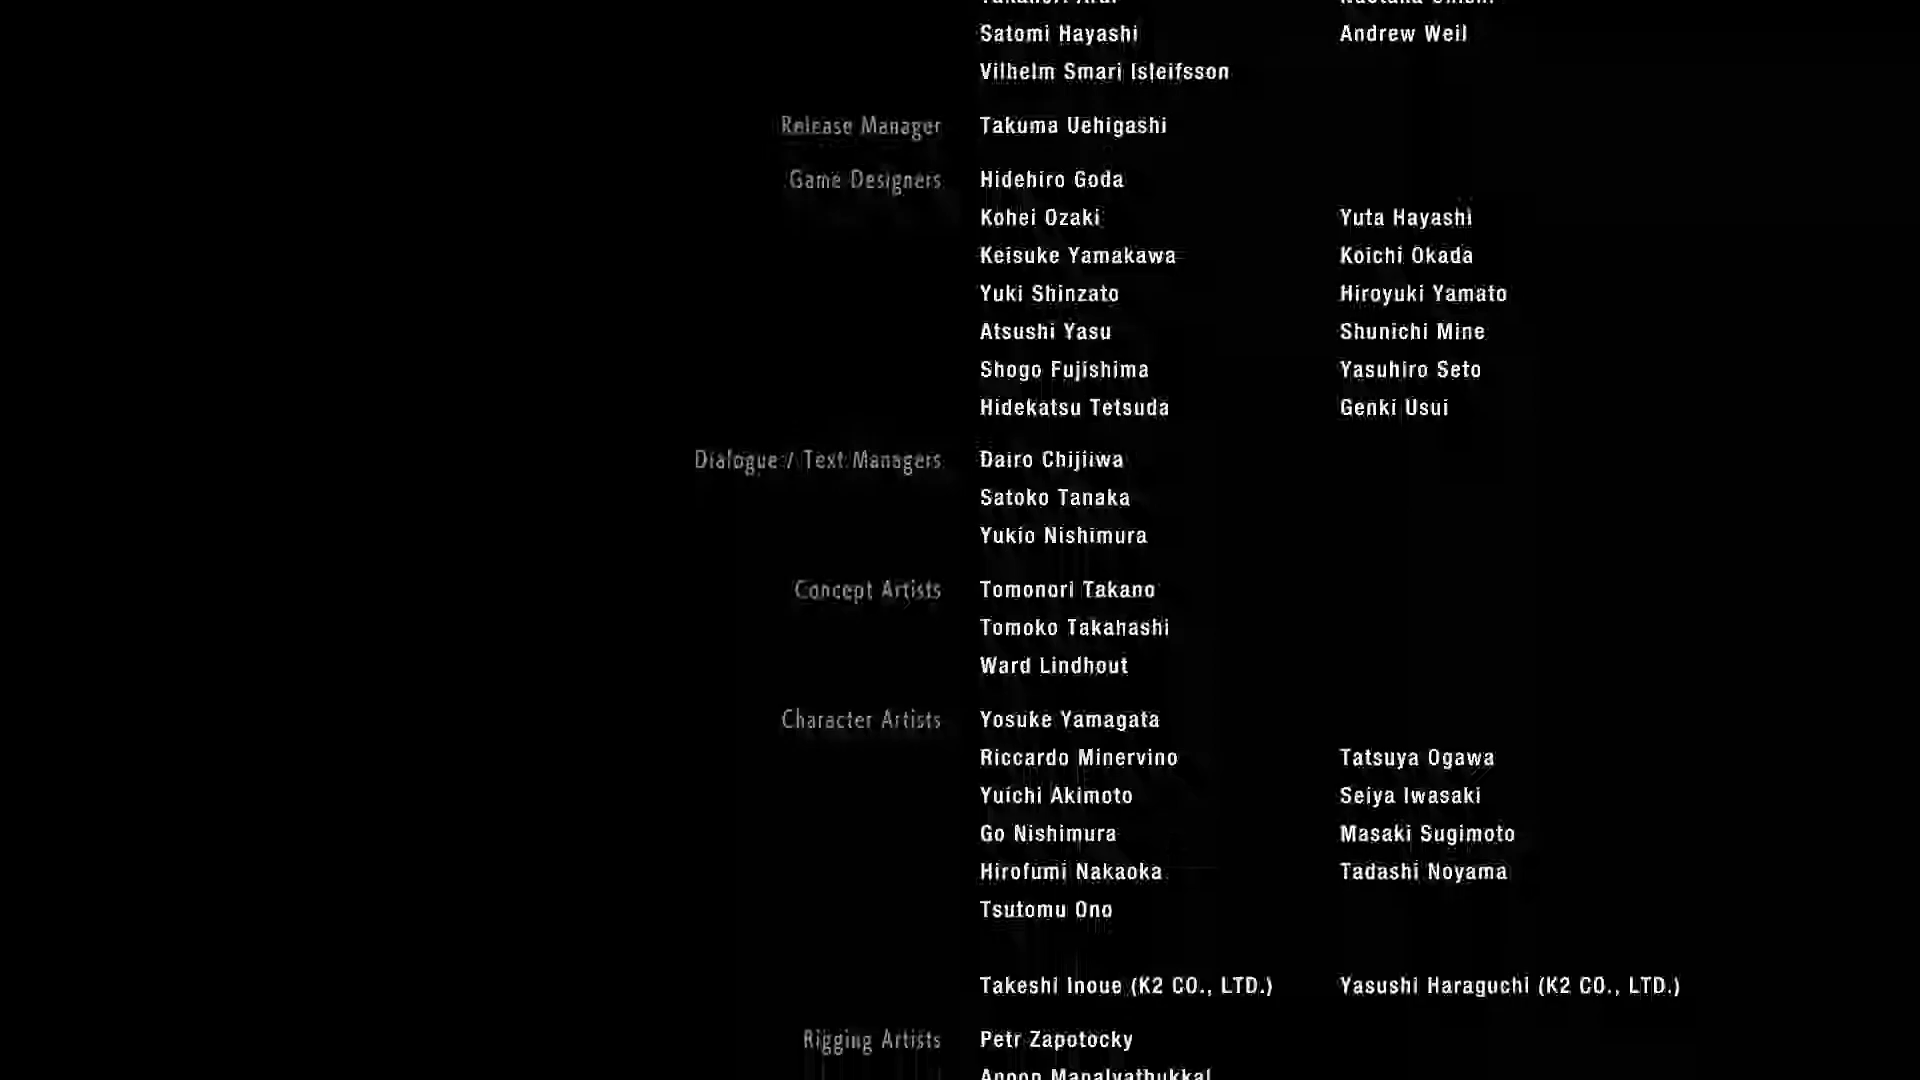 Satomi Hayashi Andrew Weil
Vilhelm Smari Isleifsson
Release Manager Takuma Uehigashi
Game Designers Hidehiro Goda
Kohei Ozaki Yuta Hayashi
Keisuke Yamakawa Koichi Okada
Yuki Shinzato Hiroyuki Yamato
Atsushi Yasu Shunichi Mine
Shogo Fujishima Yasuhiro Seto
Hidekatsu Tetsuda Genki Usui
Dialogue / Text Managers Dairo Chijiiwa
Satoko Tanaka
Yukio Nishimura
Concept Artists Tomonori Takano
Tomoko Takahashi
Ward Lindhout
Character Artists Yosuke Yamagata
Riccardo Minervino Tatsuya Ogawa
Yuichi Akimoto Seiya Iwasaki
Go Nishimura Masaki Sugimoto
Hirofumi Nakaoka Tadashi Noyama
Tsutomu Ono
Takeshi Inoue (K2 CO., LTD.) Yasushi Haraguchi (K2 CO., LTD.)
Rigging Artists Petr Zapotocky